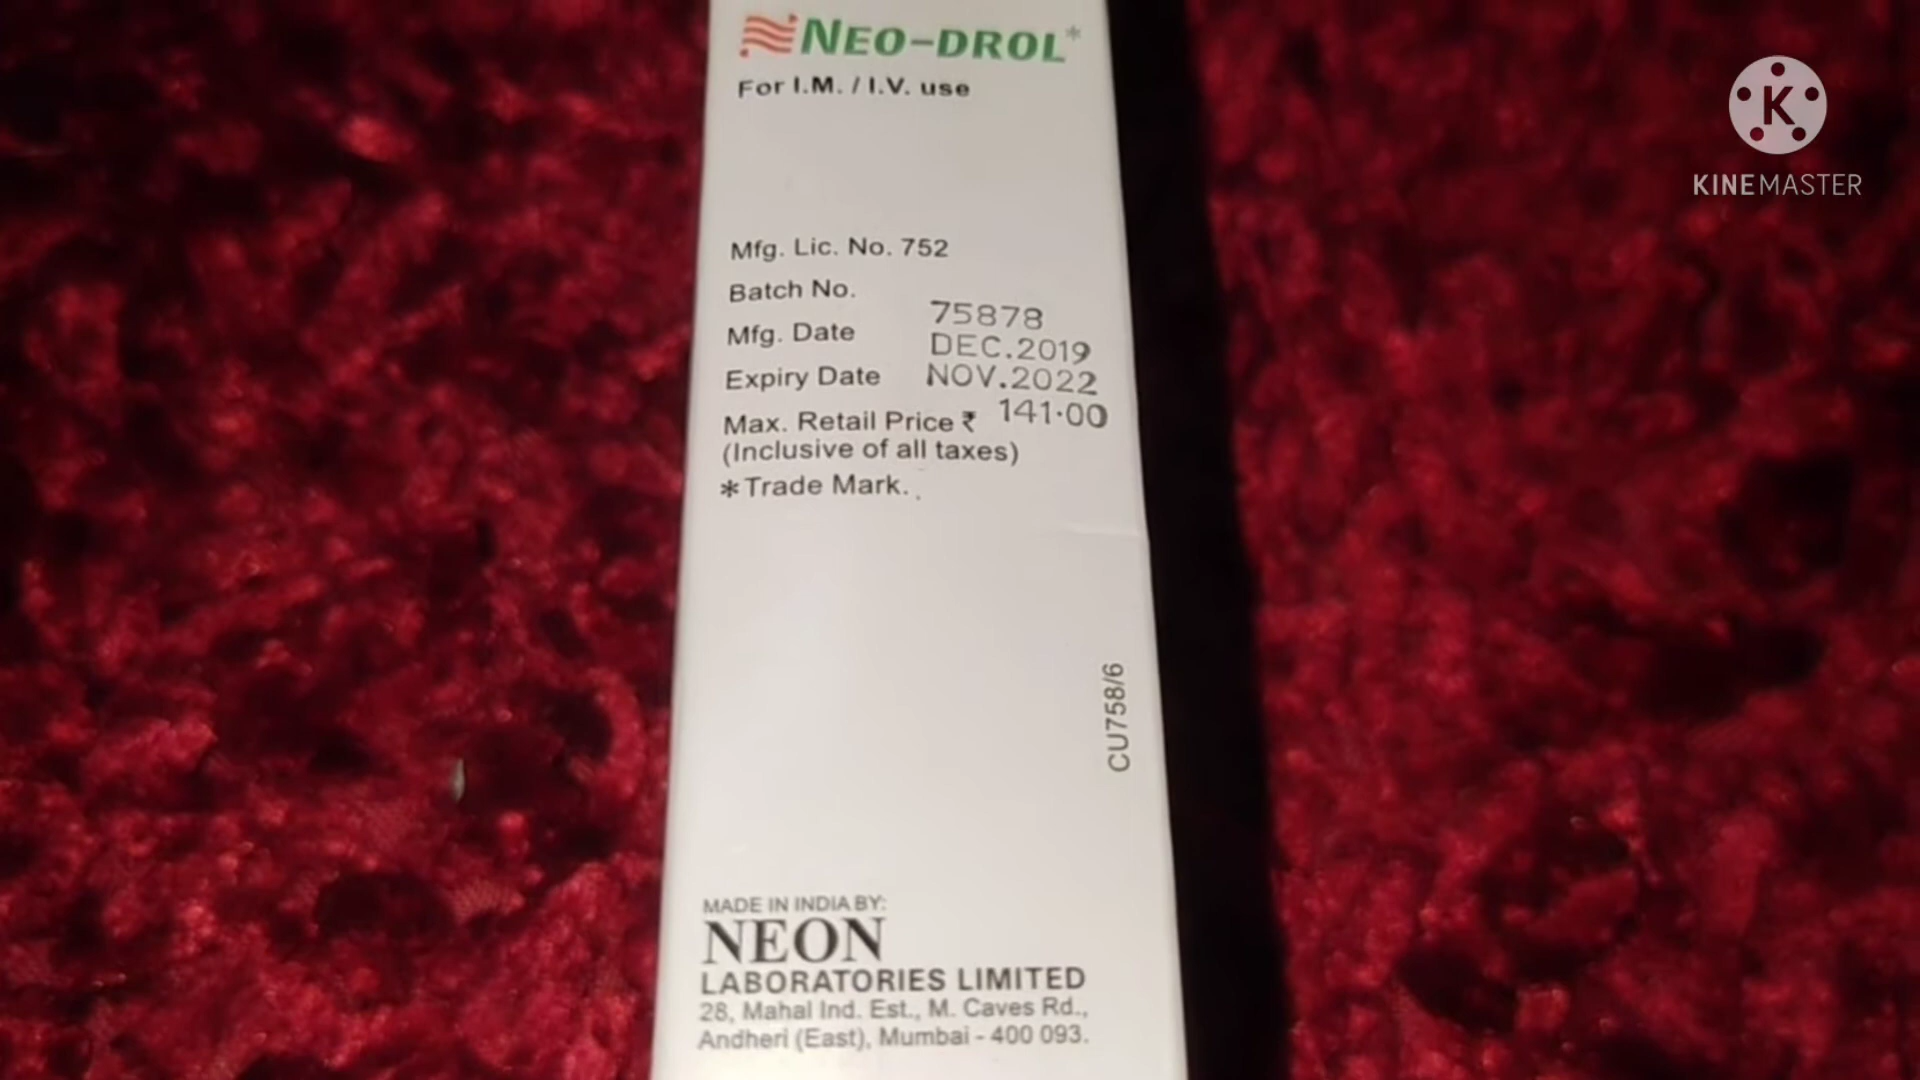 NEO-DROL*
For I.M. / I.V. use
Mfg. Lic. No. 752
Batch No. 75878
Mfg. Date DEC.2019
Expiry Date NOV.2022
Max. Retail Price ₹ 141·00
(Inclusive of all taxes)
*Trade Mark.
CU758/6
MADE IN INDIA BY:
NEON
LABORATORIES LIMITED
28, Mahal Ind. Est., M. Caves Rd.,
Andheri (East), Mumbai - 400 093.
K
KINEMASTER